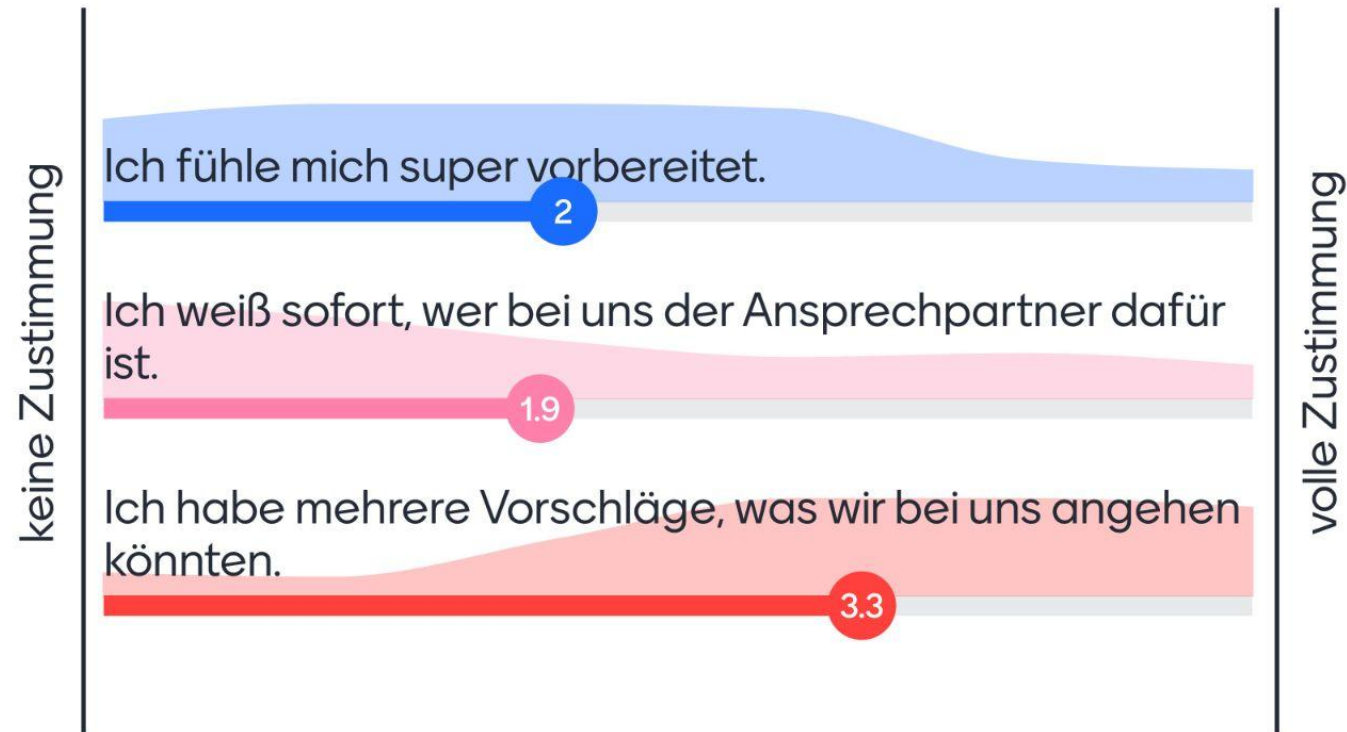 keine Zustimmung
Ich fühle mich super vorbereitet.
2
Ich weiß sofort, wer bei uns der Ansprechpartner dafür
ist.
1.9
Ich habe mehrere Vorschläge, was wir bei uns angehen
könnten.
3.3
volle Zustimmung